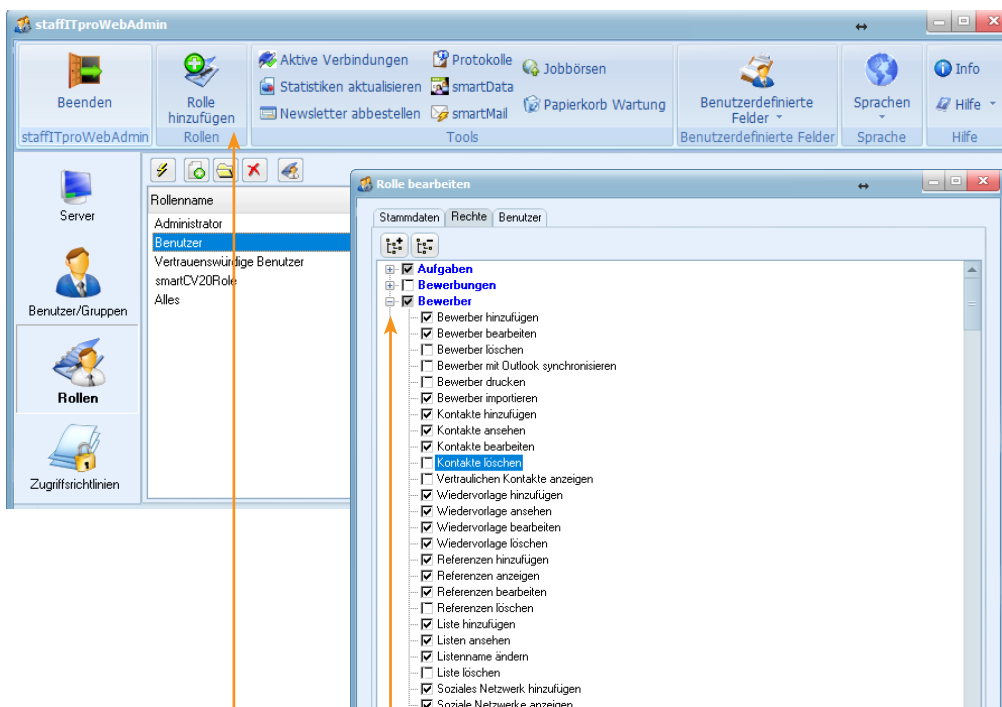 staffITproWebAdmin
Beenden
staffITproWebAdmin
Rolle
hinzufügen
Rollen
Aktive Verbindungen
Statistiken aktualisieren
Newsletter abbestellen
Protokolle
smartData
smartMail
Jobbörsen
Papierkorb Wartung
Tools
Benutzerdefinierte
Felder
Benutzerdefinierte Felder
Sprachen
Sprache
Info
Hilfe
Hilfe
Server
Benutzer/Gruppen
Rollen
Zugriffsrichtlinien
Rollenname
Administrator
Benutzer
Vertrauenswürdige Benutzer
smartCV20Role
Alles
Rolle bearbeiten
Stammdaten Rechte Benutzer
Aufgaben
Bewerbungen
Bewerber
Bewerber hinzufügen
Bewerber bearbeiten
Bewerber löschen
Bewerber mit Outlook synchronisieren
Bewerber drucken
Bewerber importieren
Kontakte hinzufügen
Kontakte ansehen
Kontakte bearbeiten
Kontakte löschen
Vertraulichen Kontakte anzeigen
Wiedervorlage hinzufügen
Wiedervorlage ansehen
Wiedervorlage bearbeiten
Wiedervorlage löschen
Referenzen hinzufügen
Referenzen anzeigen
Referenzen bearbeiten
Referenzen löschen
Liste hinzufügen
Listen ansehen
Listenname ändern
Liste löschen
Soziales Netzwerk hinzufügen
Soziale Netzwerke anzeigen